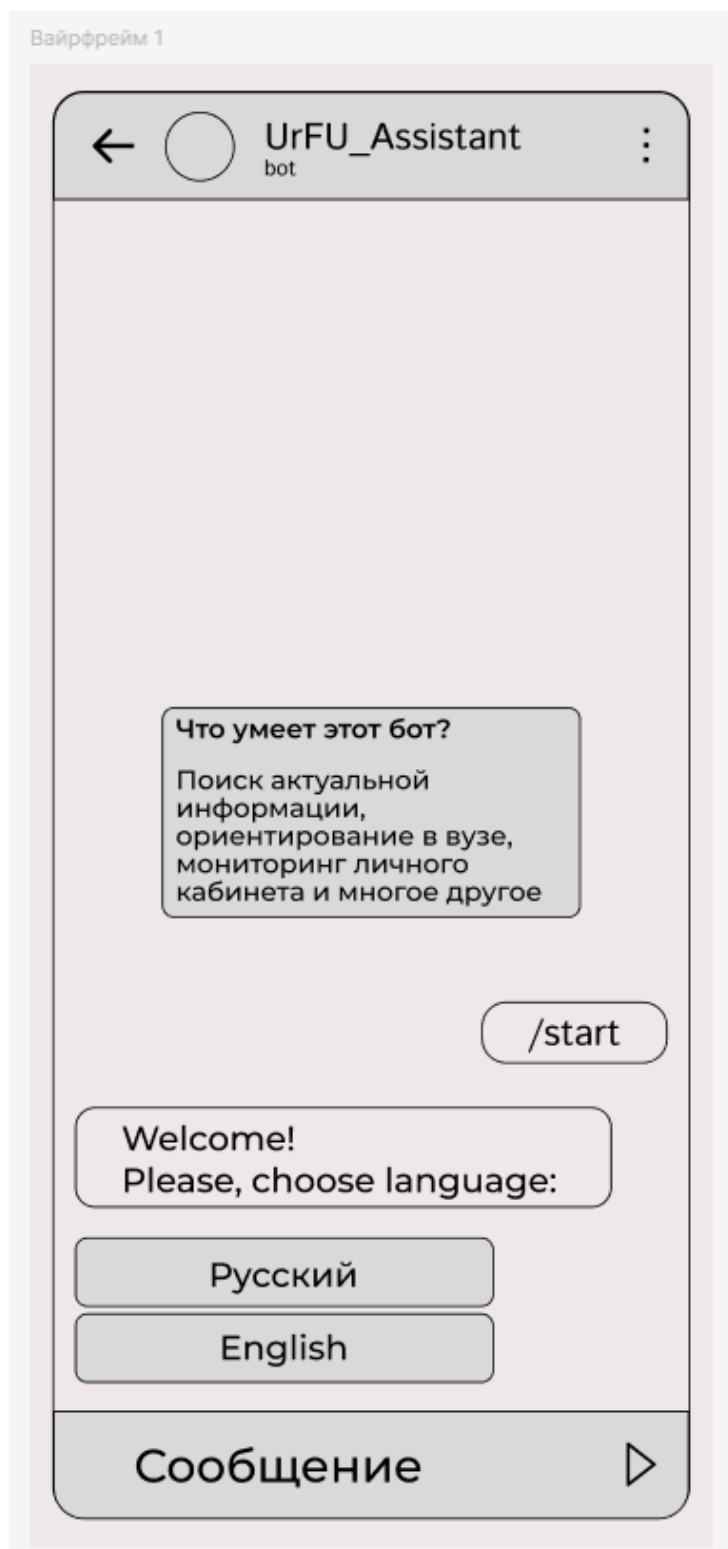 Вайрфрейм 1
UrFU_Assistant
bot
Что умеет этот бот?
Поиск актуальной
информации,
ориентирование в вузе,
мониторинг личного
кабинета и многое другое
/start
Welcome!
Please, choose language:
Русский
English
Сообщение